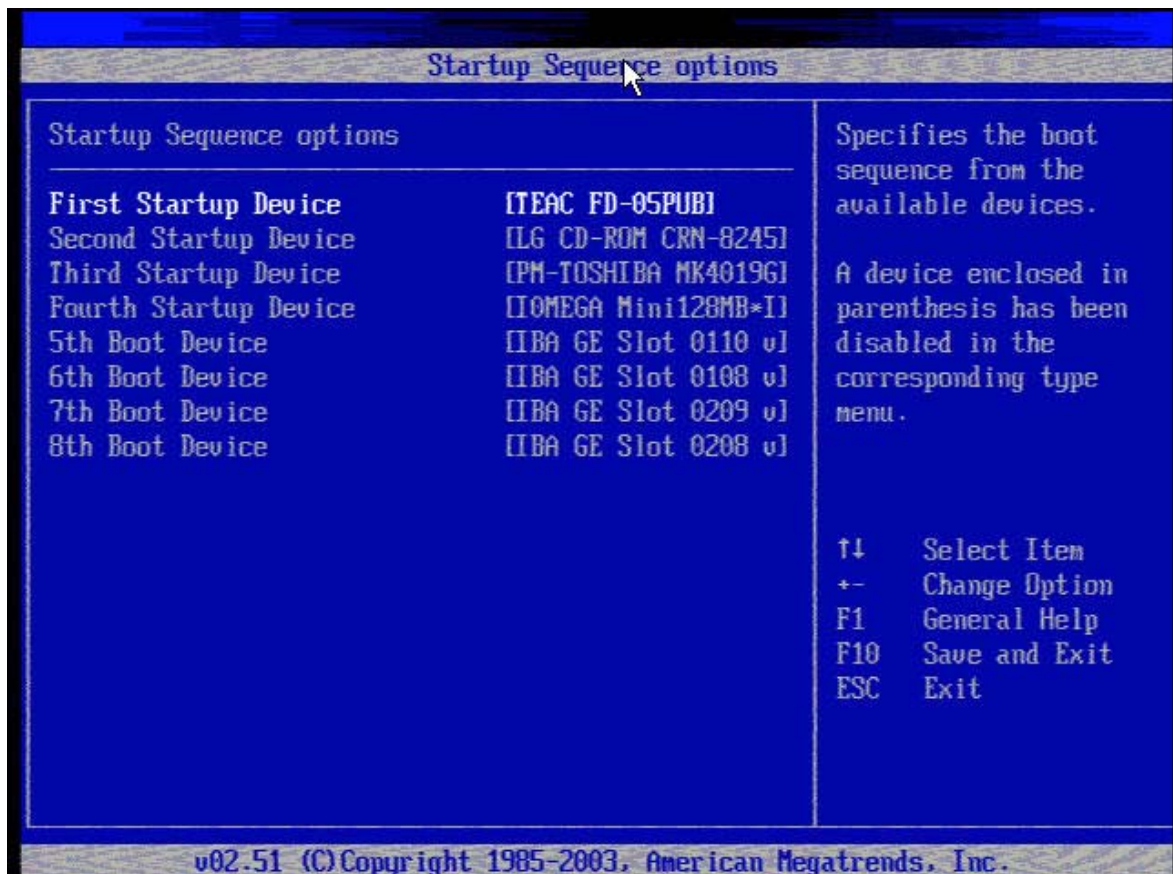 Startup Sequence options
Startup Sequence options
First Startup Device [TEAC FD-05PUB]
Second Startup Device [LG CD-ROM CRN-8245]
Third Startup Device [PM-TOSHIBA MK4019G]
Fourth Startup Device [IOMEGA Mini128MB*I]
5th Boot Device [IBA GE Slot 0110 v]
6th Boot Device [IBA GE Slot 0108 v]
7th Boot Device [IBA GE Slot 0209 v]
8th Boot Device [IBA GE Slot 0208 v]
Specifies the boot
sequence from the
available devices.
A device enclosed in
parenthesis has been
disabled in the
corresponding type
menu.
↑↓ Select Item
+- Change Option
F1 General Help
F10 Save and Exit
ESC Exit
v02.51 (C)Copyright 1985-2003, American Megatrends, Inc.